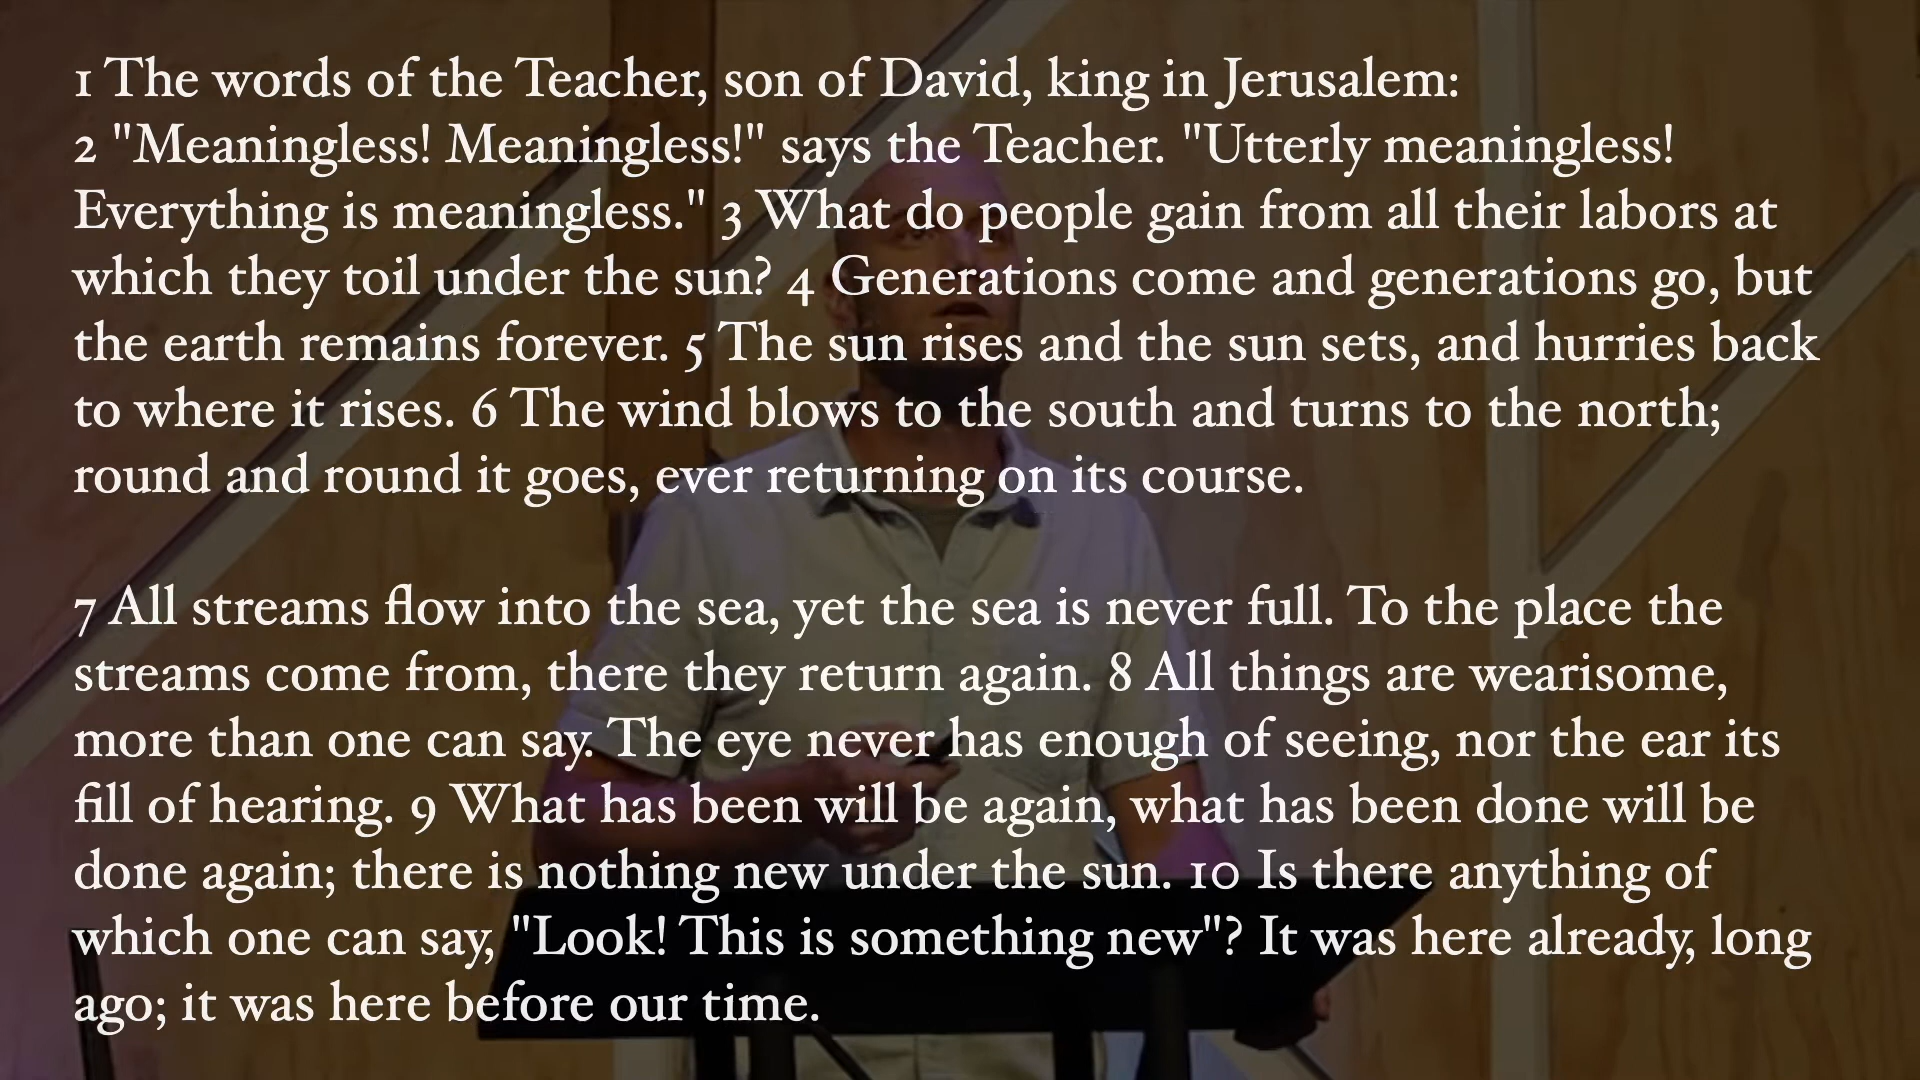 1 The words of the Teacher, son of David, king in Jerusalem:
2 "Meaningless! Meaningless!" says the Teacher. "Utterly meaningless!
Everything is meaningless." 3 What do people gain from all their labors at
which they toil under the sun? 4 Generations come and generations go, but
the earth remains forever. 5 The sun rises and the sun sets, and hurries back
to where it rises. 6 The wind blows to the south and turns to the north;
round and round it goes, ever returning on its course.
7 All streams flow into the sea, yet the sea is never full. To the place the
streams come from, there they return again. 8 All things are wearisome,
more than one can say. The eye never has enough of seeing, nor the ear its
fill of hearing. 9 What has been will be again, what has been done will be
done again; there is nothing new under the sun. 10 Is there anything of
which one can say, "Look! This is something new"? It was here already, long
ago; it was here before our time.